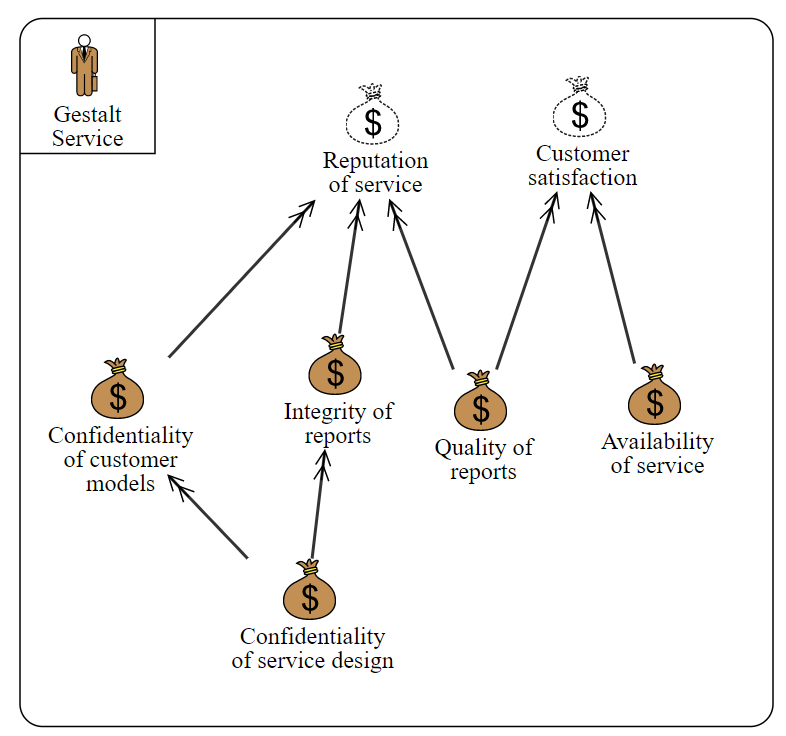 Gestalt
Service
$
Reputation
of service
$
Customer
satisfaction
$
Confidentiality
of customer
models
$
Integrity of
reports
$
Quality of
reports
$
Availability
of service
$
Confidentiality
of service design